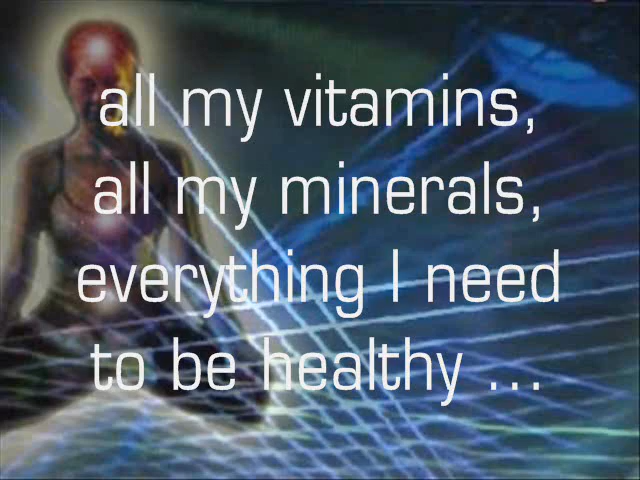 all my vitamins,
all my minerals,
everything I need
to be healthy ...